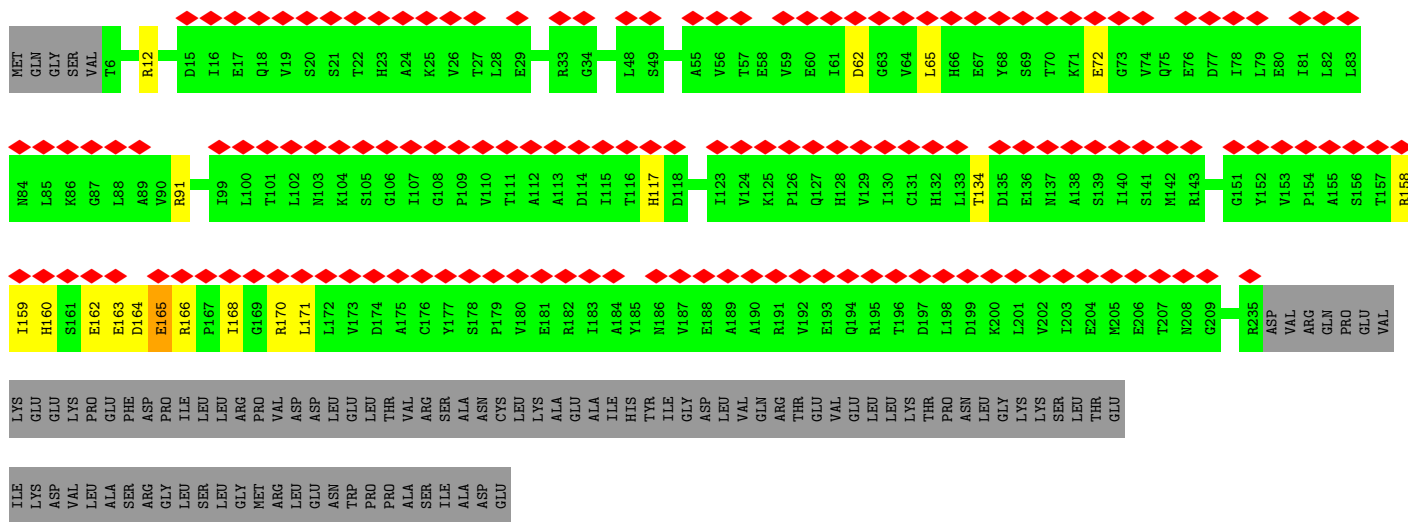 MET GLN GLY SER VAL T6 R12 D15 I16 E17 Q18 V19 S20 S21 T22 H23 A24 K25 V26 T27 L28 E29 R33 G34 L48 S49 A55 V56 T57 E58 V59 E60 I61 D62 G63 V64 L65 H66 E67 Y68 S69 T70 K71 E72 G73 V74 Q75 E76 D77 I78 L79 E80 I81 L82 L83
N84 L85 K86 G87 L88 A89 V90 R91 I99 L100 T101 L102 N103 K104 S105 G106 I107 G108 P109 V110 T111 A112 A113 D114 I115 T116 H117 D118 I123 V124 K125 P126 Q127 H128 V129 I130 C131 H132 L133 T134 D135 E136 N137 A138 S139 I140 S141 M142 R143 G151 Y152 V153 P154 A155 S156 T157 R158
I159 H160 S161 E162 E163 D164 E165 R166 P167 I168 G169 R170 L171 L172 V173 D174 A175 C176 Y177 S178 P179 V180 E181 R182 I183 A184 Y185 N186 V187 E188 A189 A190 R191 V192 E193 Q194 R195 T196 D197 L198 D199 K200 L201 V202 I203 E204 M205 E206 T207 N208 G209 R235 ASP VAL ARG GLN PRO GLU VAL
LYS GLU GLU LYS PRO GLU PHE ASP PRO ILE LEU LEU ARG PRO VAL ASP ASP LEU GLU LEU THR VAL ARG SER ALA ASN CYS LEU LYS ALA GLU ALA ILE HIS TYR ILE GLY ASP LEU VAL GLN ARG THR GLU VAL GLU LEU LEU LYS THR PRO ASN LEU GLY LYS LYS SER LEU THR GLU
ILE LYS ASP VAL LEU ALA SER ARG GLY LEU SER LEU GLY MET ARG LEU GLU ASN TRP PRO PRO ALA SER ILE ALA ASP GLU